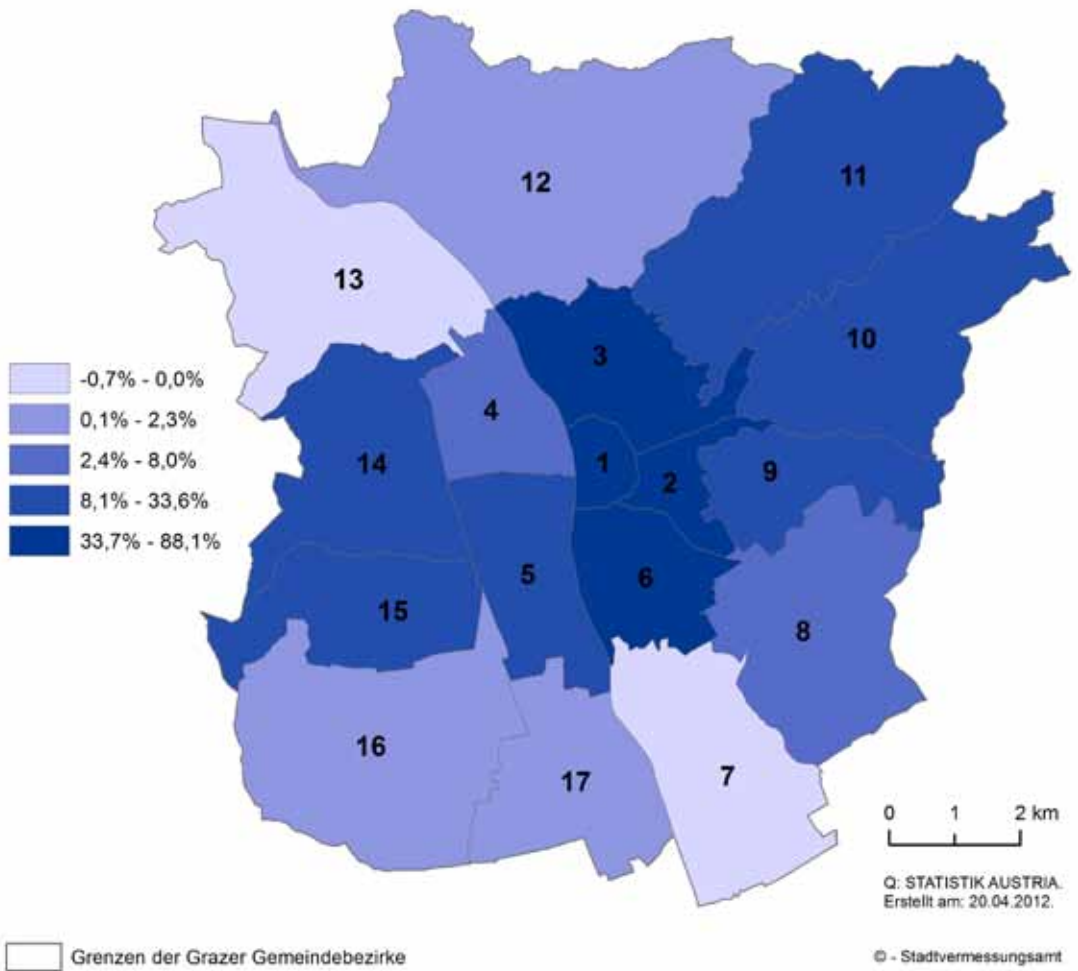 12
11
13
10
3
4
14
1
2
9
5
6
15
8
16
17
7
-0,7% - 0,0%
0,1% - 2,3%
2,4% - 8,0%
8,1% - 33,6%
33,7% - 88,1%
0 1 2 km
Q: STATISTIK AUSTRIA.
Erstellt am: 20.04.2012.
Grenzen der Grazer Gemeindebezirke
© - Stadtvermessungsamt